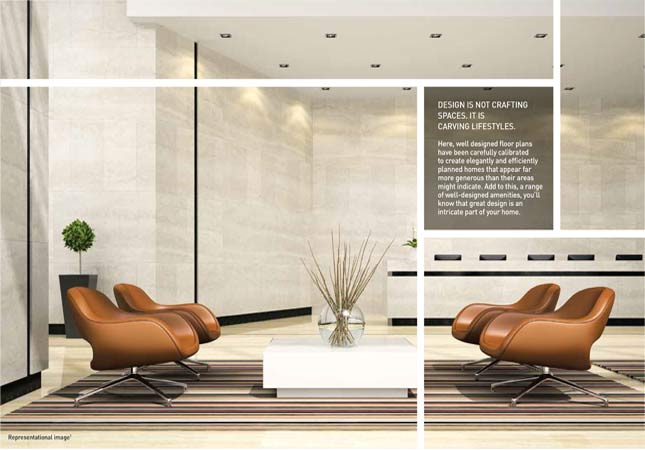 DESIGN IS NOT CRAFTING
SPACES. IT IS
CARVING LIFESTYLES.
Here, well designed floor plans
have been carefully calibrated
to create elegantly and efficiently
planned homes that appear far
more generous than their areas
might indicate. Add to this, a range
of well-designed amenities, you'll
know that great design is an
intricate part of your home.
Representational image¹